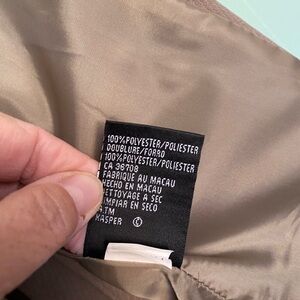 100%POLYESTER/POLIESTER
DOUBLURE/FORRO
100%POLYESTER/POLIESTER
CA 36708
FABRIQUE AU MACAU
HECHO EN MACAU
NETTOYAGE A SEC
LIMPIAR EN SECO
ATM
KASPER Ⓒ